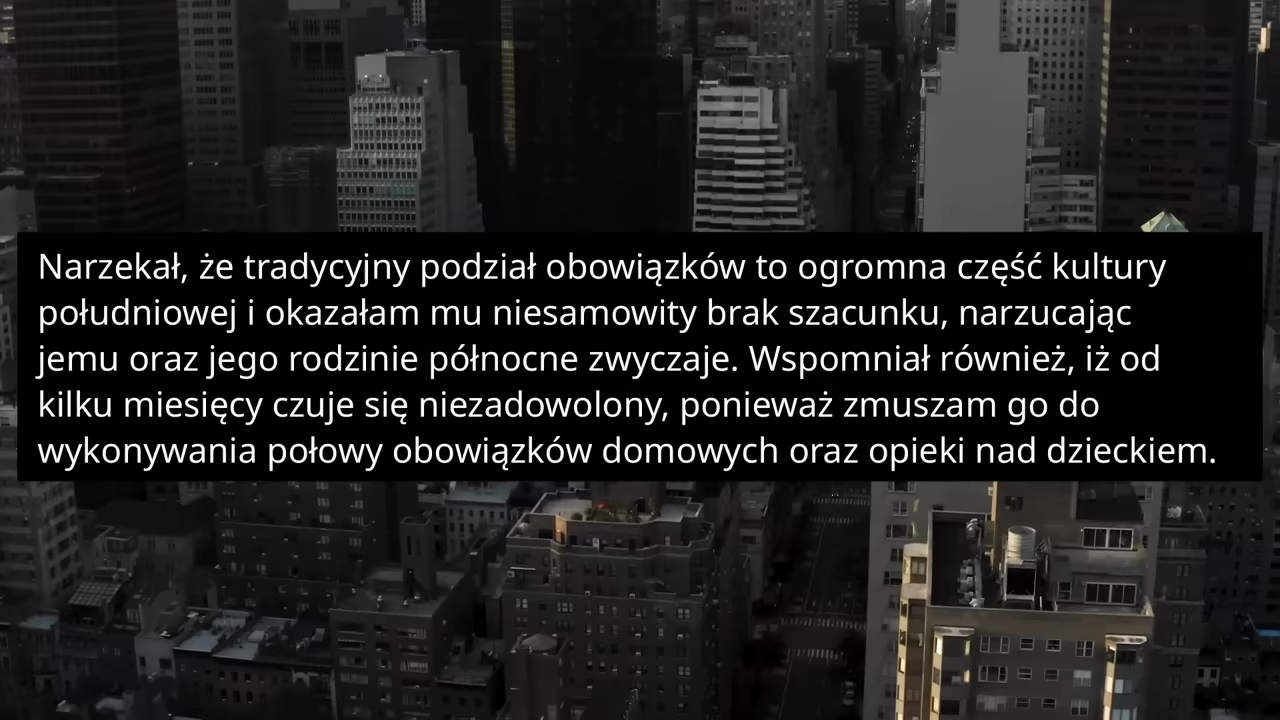 Narzekał, że tradycyjny podział obowiązków to ogromna część kultury
południowej i okazałam mu niesamowity brak szacunku, narzucając
jemu oraz jego rodzinie północne zwyczaje. Wspomniał również, iż od
kilku miesięcy czuje się niezadowolony, ponieważ zmuszam go do
wykonywania połowy obowiązków domowych oraz opieki nad dzieckiem.